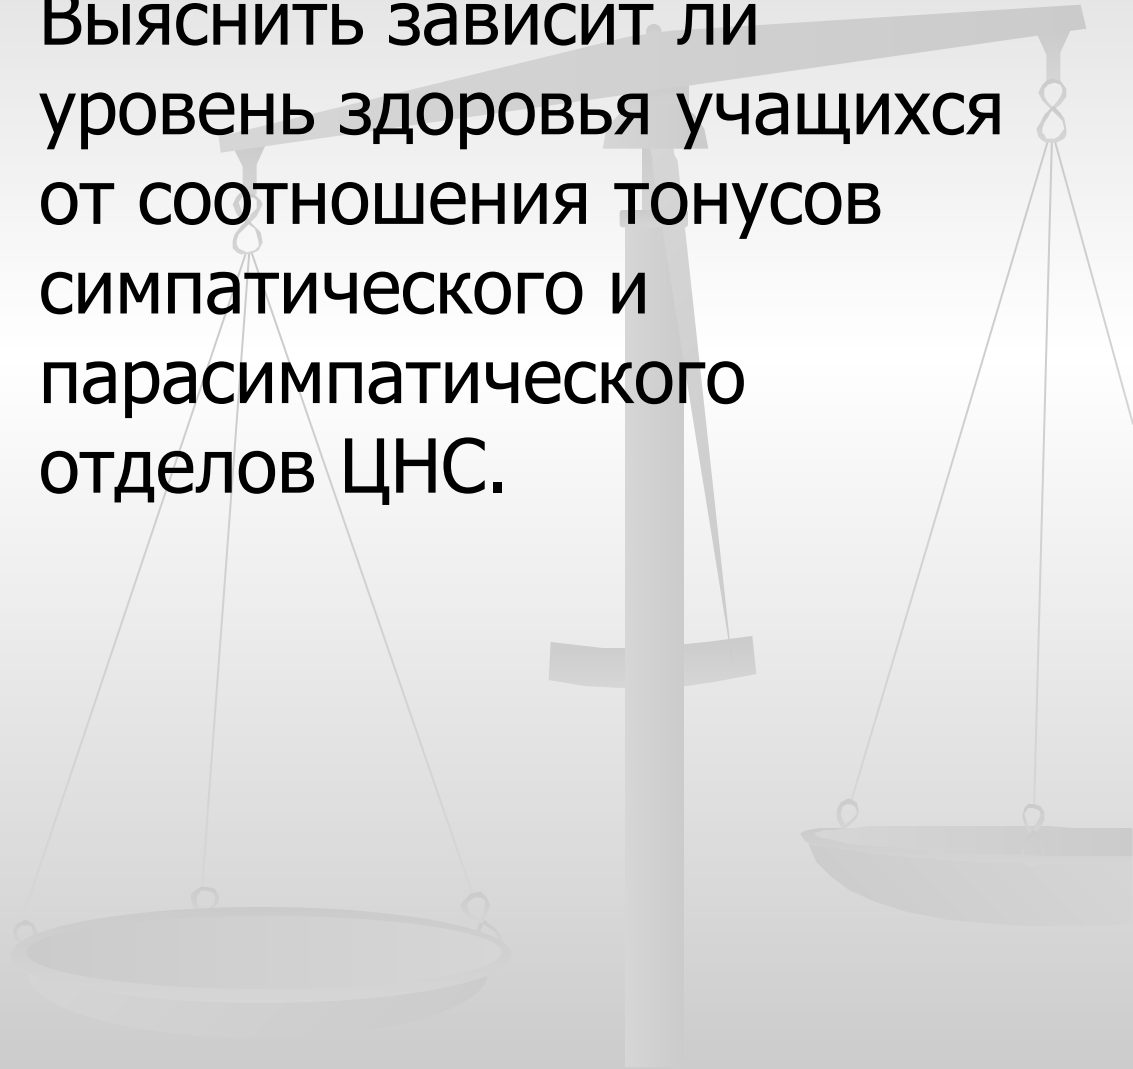 Выяснить зависит ли
уровень здоровья учащихся
от соотношения тонусов
симпатического и
парасимпатического
отделов ЦНС.